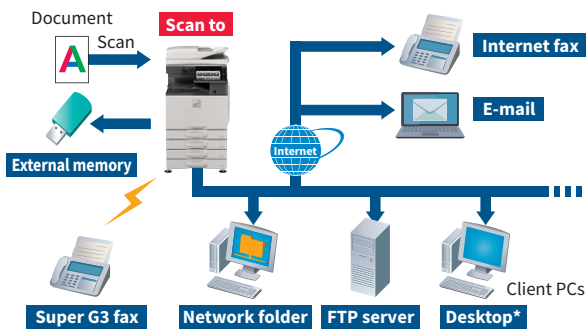 Document
Scan
Scan to
A
Internet fax
E-mail
External memory
Internet
Super G3 fax
Network folder
FTP server
Desktop*
Client PCs